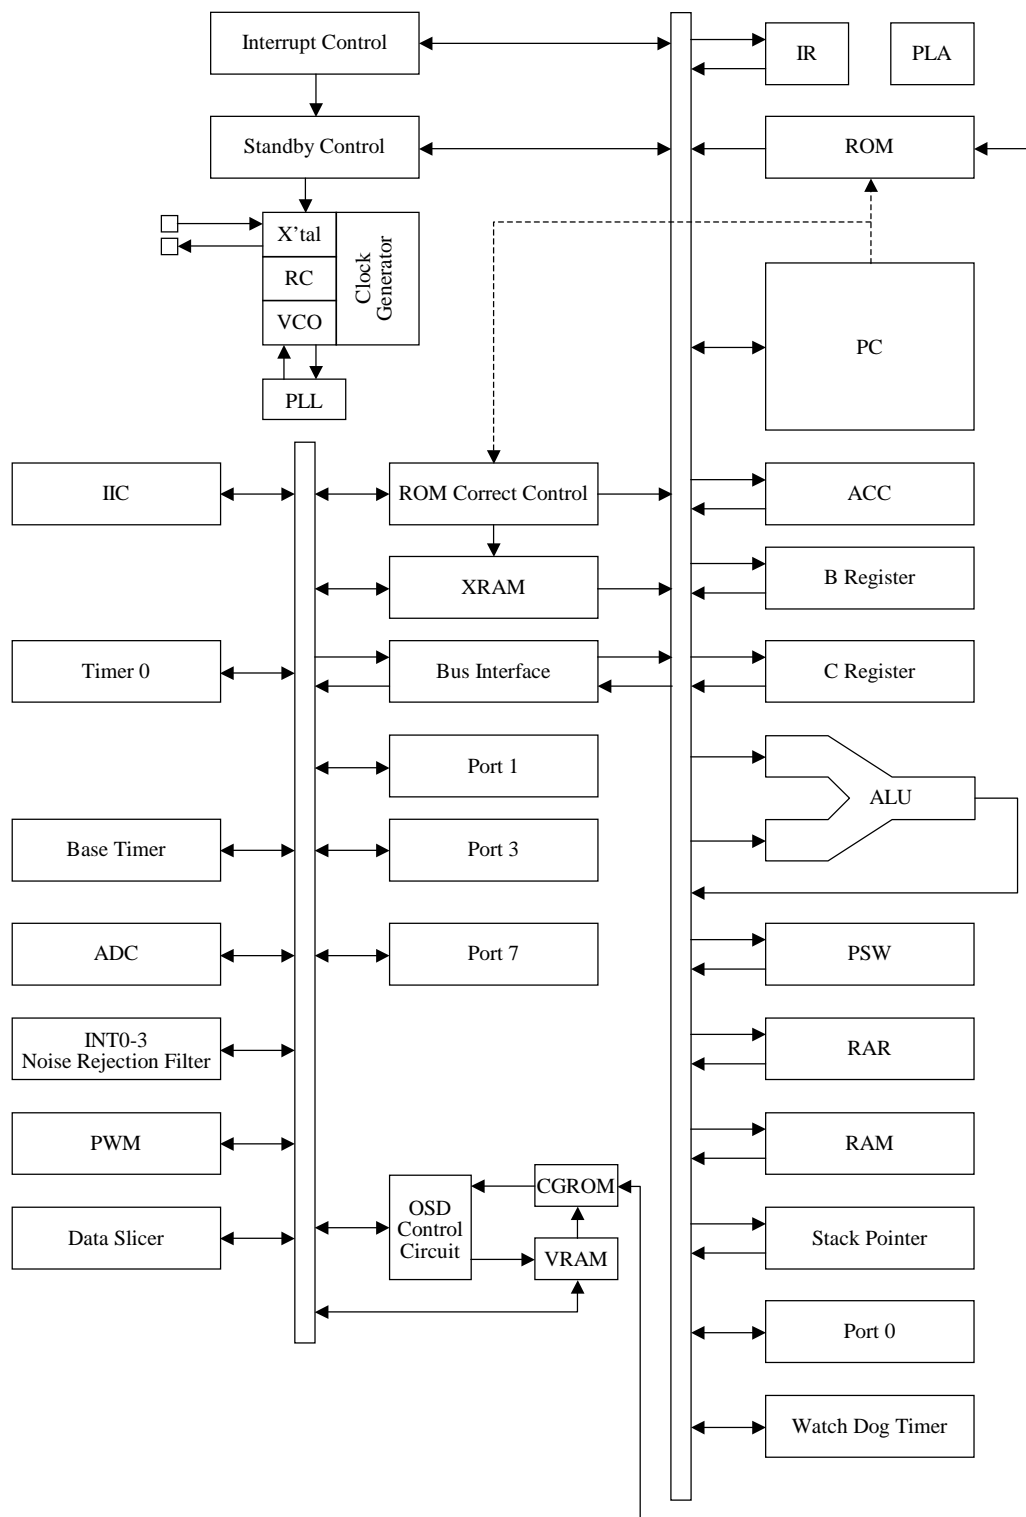 Interrupt Control
IR
PLA
Standby Control
ROM
X'tal
RC
VCO
Clock
Generator
PC
PLL
IIC
ROM Correct Control
ACC
XRAM
B Register
Timer 0
Bus Interface
C Register
Port 1
ALU
Base Timer
Port 3
ADC
Port 7
PSW
INT0-3
Noise Rejection Filter
RAR
PWM
RAM
OSD
Control
Circuit
CGROM
VRAM
Data Slicer
Stack Pointer
Port 0
Watch Dog Timer